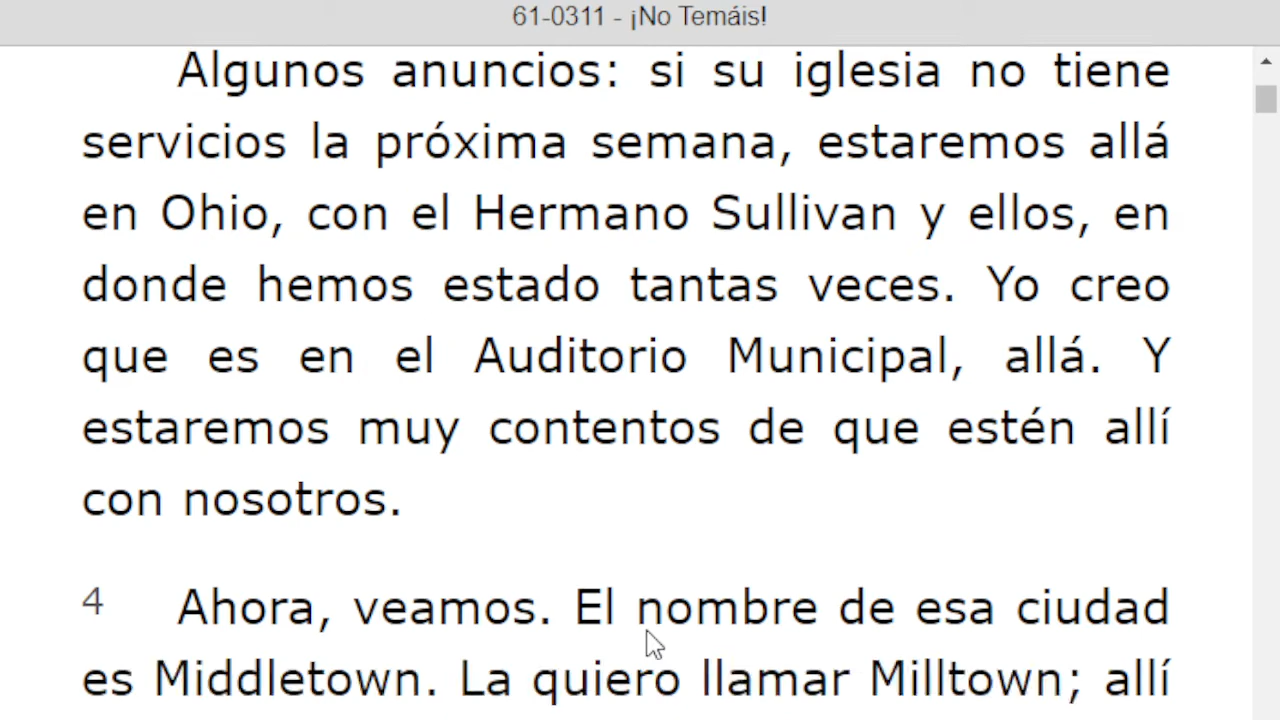 61-0311 - ¡No Temáis!
Algunos anuncios: si su iglesia no tiene
servicios la próxima semana, estaremos allá
en Ohio, con el Hermano Sullivan y ellos, en
donde hemos estado tantas veces. Yo creo
que es en el Auditorio Municipal, allá. Y
estaremos muy contentos de que estén allí
con nosotros.
4 Ahora, veamos. El nombre de esa ciudad
es Middletown. La quiero llamar Milltown; allí